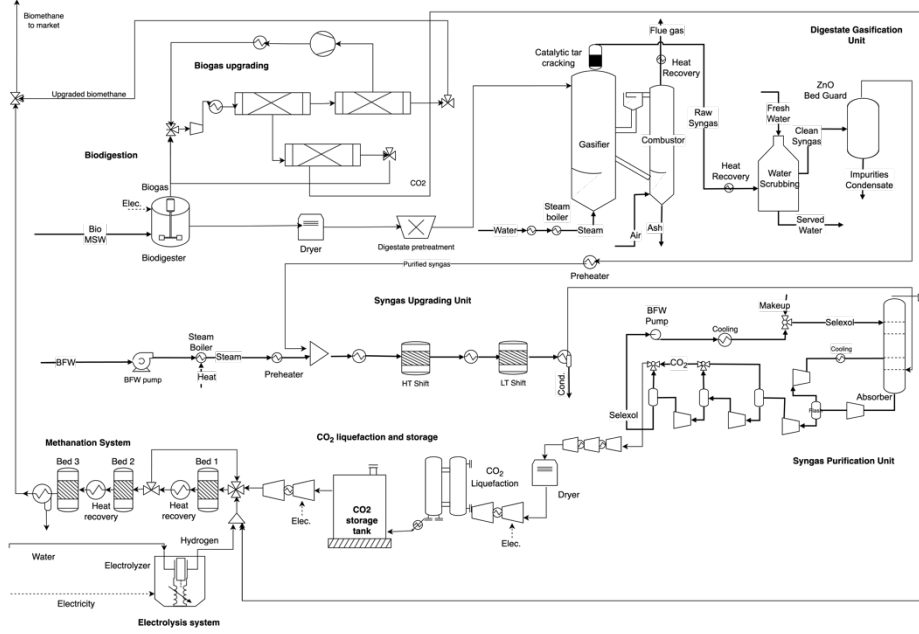 Biomethane
to market
Upgraded biomethane
Biogas upgrading
Biodigestion
Biogas
Elec.
Bio
MSW
Biodigester
Dryer
Digestate pretreatment
CO2
Catalytic tar
cracking
Flue gas
Heat
Recovery
Gasifier
Combustor
Steam
boiler
Water
Steam
Air
Ash
Raw
Syngas
Heat
Recovery
Fresh
Water
Water
Scrubbing
Served
Water
Clean
Syngas
ZnO
Bed Guard
Impurities
Condensate
Digestate Gasification
Unit
Purified syngas
Preheater
Syngas Upgrading Unit
BFW
BFW pump
Steam
Boiler
Heat
Steam
Preheater
HT Shift
LT Shift
Cond.
BFW
Pump
Cooling
Makeup
Selexol
Cooling
Absorber
CO2
Flash
Selexol
Syngas Purification Unit
Methanation System
Bed 3
Bed 2
Bed 1
Heat
recovery
Heat
recovery
CO2 liquefaction and storage
CO2
storage
tank
Elec.
CO2
Liquefaction
Elec.
Dryer
Hydrogen
Water
Electrolyzer
Electricity
Electrolysis system